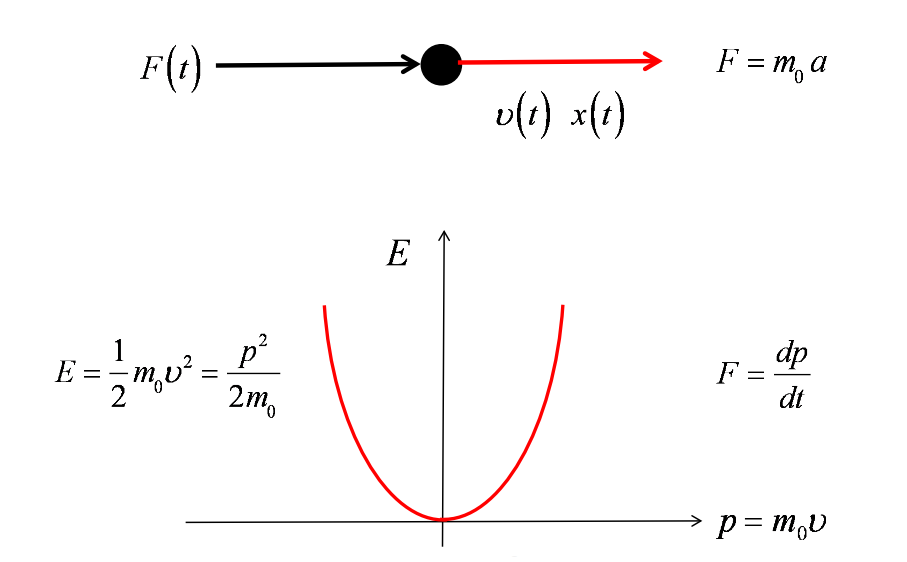 F(t)
F = m₀ a
υ(t) x(t)
E
E = 1/2 m₀υ² = p²/2m₀
F = dp/dt
p = m₀υ